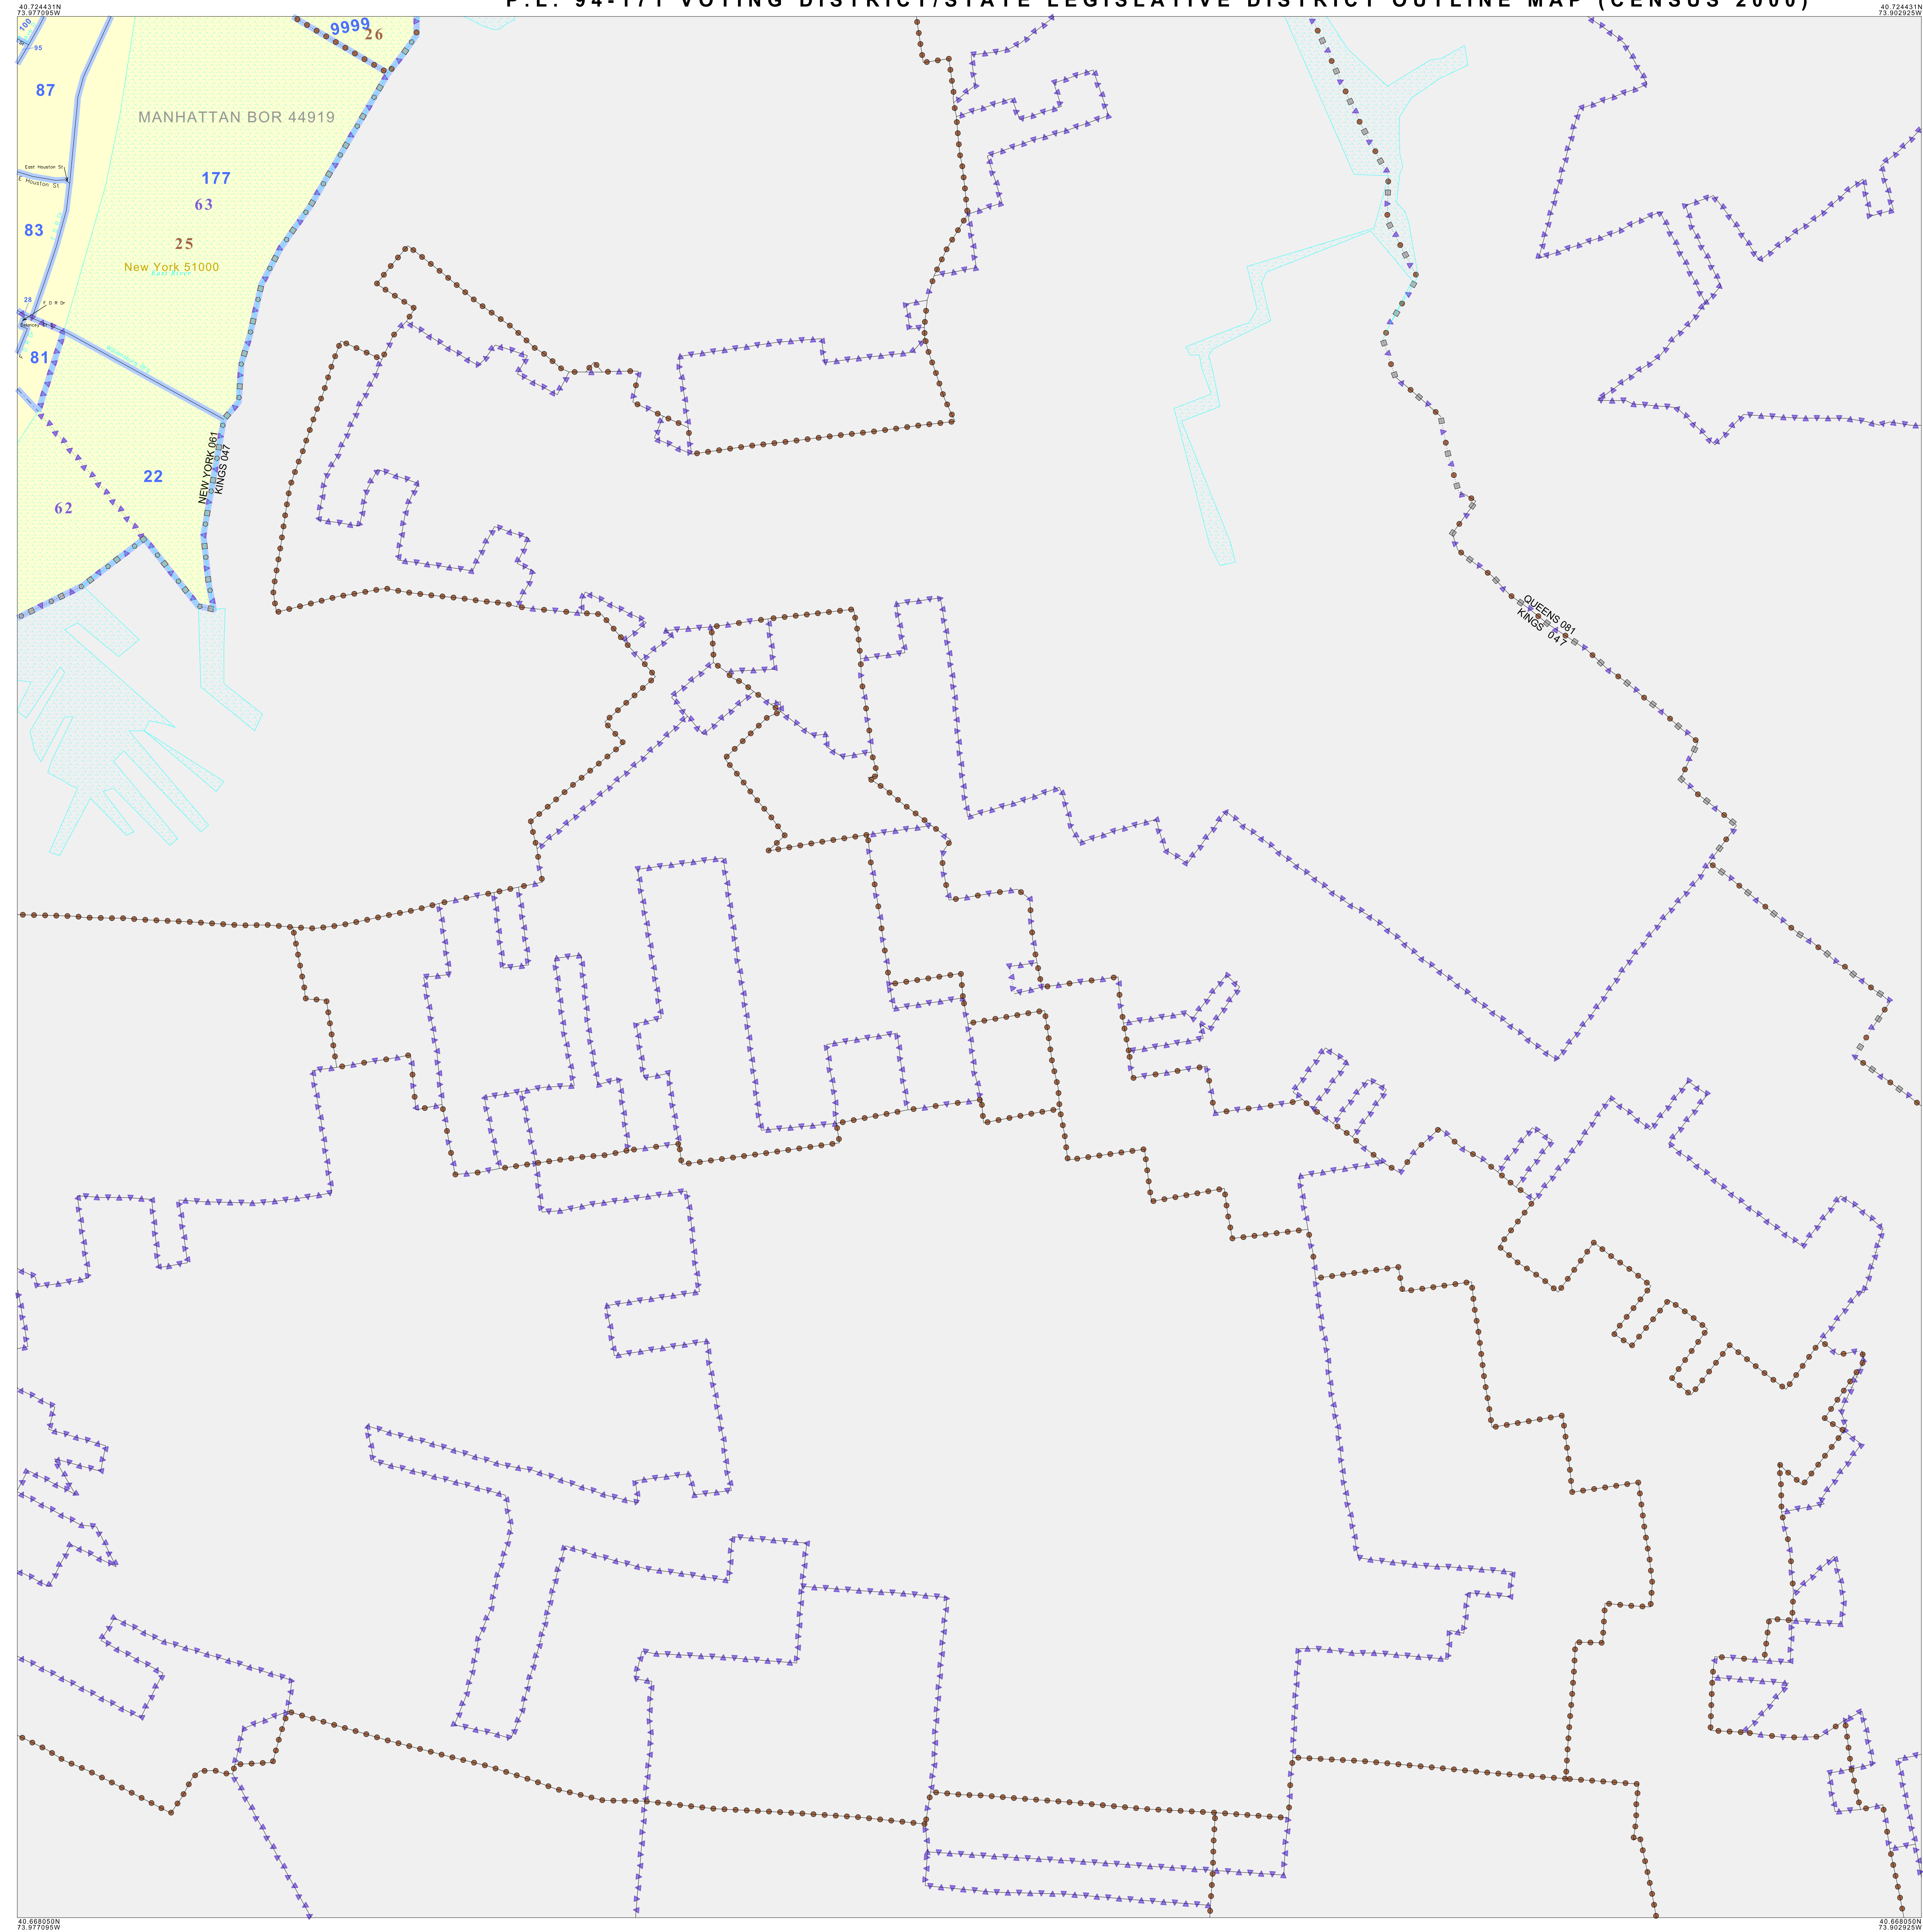 P.L. 94-171 VOTING DISTRICT/STATE LEGISLATIVE DISTRICT OUTLINE MAP (CENSUS 2000)
40.724431N
73.977095W
40.724431N
73.902925W
100
95
9999
26
87
MANHATTAN BOR 44919
East Houston St
E Houston St
177
63
83
25
New York 51000
East River
28
F D R Dr
81
NEW YORK 061
KINGS 047
22
62
QUEENS 081
KINGS 047
40.668050N
73.977095W
40.668050N
73.902925W